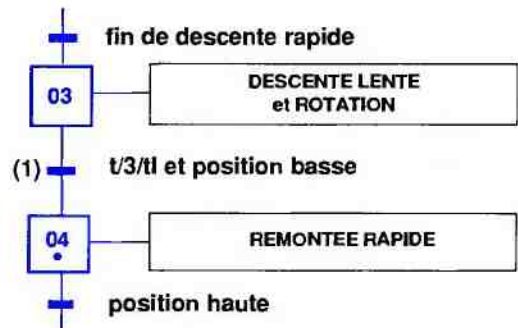 fin de descente rapide
03
DESCENTE LENTE
et ROTATION
(1) t/3/tl et position basse
04
REMONTEE RAPIDE
position haute